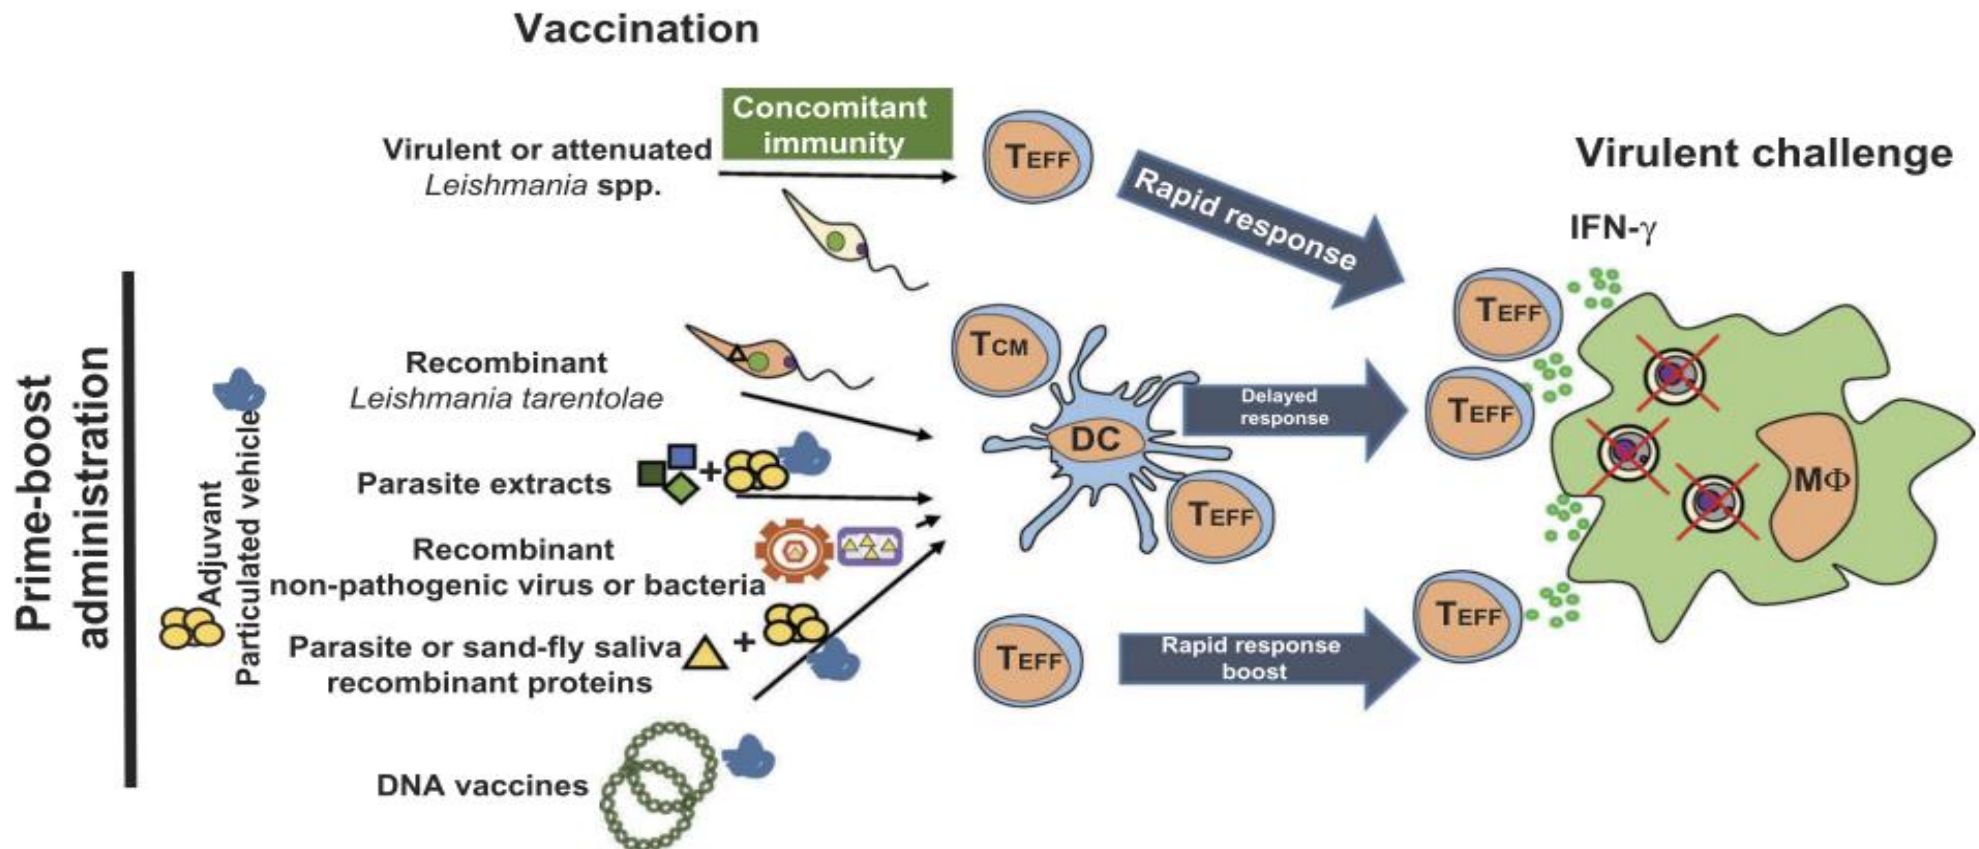 Vaccination
Concomitant
immunity
Virulent or attenuated
Leishmania spp.
TEFF
Rapid response
Virulent challenge
IFN-γ
Prime-boost
administration
Adjuvant
Particulated vehicle
Recombinant
Leishmania tarentolae
Parasite extracts
+
Recombinant
non-pathogenic virus or bacteria
Parasite or sand-fly saliva
recombinant proteins
+
DNA vaccines
TCM
DC
TEFF
Delayed
response
TEFF
Rapid response
boost
TEFF
TEFF
TEFF
MΦ